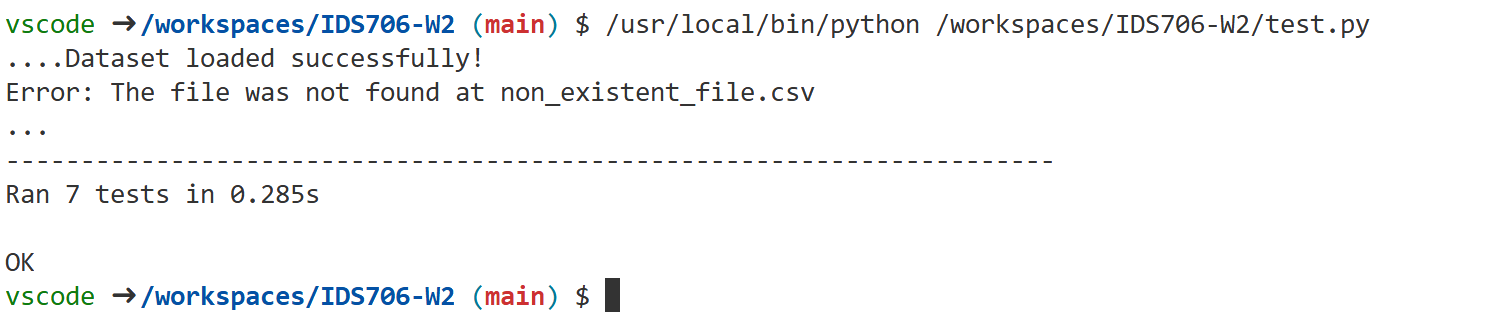 vscode ➜ /workspaces/IDS706-W2 (main) $ /usr/local/bin/python /workspaces/IDS706-W2/test.py
....Dataset loaded successfully!
Error: The file was not found at non_existent_file.csv
...
----------------------------------------------------------------------
Ran 7 tests in 0.285s

OK
vscode ➜ /workspaces/IDS706-W2 (main) $